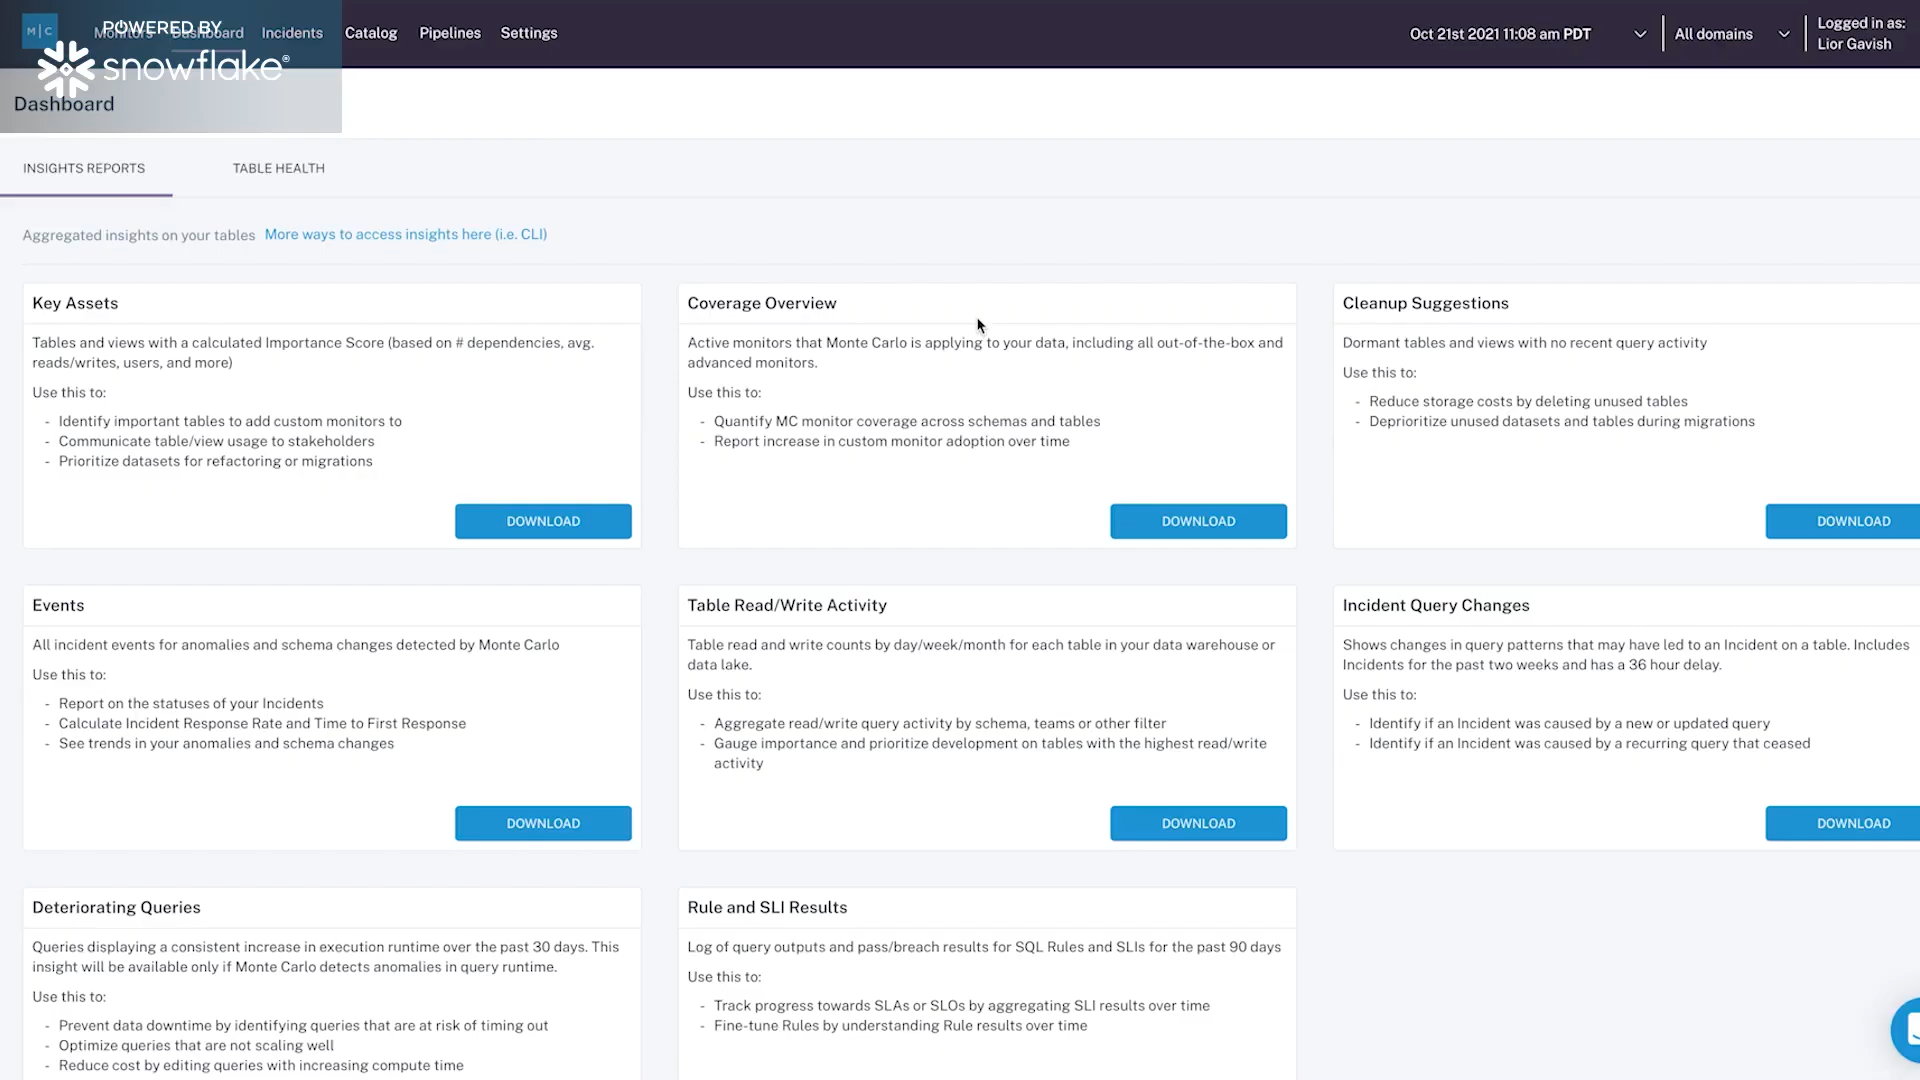 M|C
POWERED BY
snowflake®
Monitors Dashboard Incidents Catalog Pipelines Settings
Oct 21st 2021 11:08 am PDT
All domains
Logged in as:
Lior Gavish
Dashboard
INSIGHTS REPORTS
TABLE HEALTH
Aggregated insights on your tables More ways to access insights here (i.e. CLI)
Key Assets
Tables and views with a calculated Importance Score (based on # dependencies, avg.
reads/writes, users, and more)
Use this to:
- Identify important tables to add custom monitors to
- Communicate table/view usage to stakeholders
- Prioritize datasets for refactoring or migrations
DOWNLOAD
Coverage Overview
Active monitors that Monte Carlo is applying to your data, including all out-of-the-box and
advanced monitors.
Use this to:
- Quantify MC monitor coverage across schemas and tables
- Report increase in custom monitor adoption over time
DOWNLOAD
Cleanup Suggestions
Dormant tables and views with no recent query activity
Use this to:
- Reduce storage costs by deleting unused tables
- Deprioritize unused datasets and tables during migrations
DOWNLOAD
Events
All incident events for anomalies and schema changes detected by Monte Carlo
Use this to:
- Report on the statuses of your Incidents
- Calculate Incident Response Rate and Time to First Response
- See trends in your anomalies and schema changes
DOWNLOAD
Table Read/Write Activity
Table read and write counts by day/week/month for each table in your data warehouse or
data lake.
Use this to:
- Aggregate read/write query activity by schema, teams or other filter
- Gauge importance and prioritize development on tables with the highest read/write
activity
DOWNLOAD
Incident Query Changes
Shows changes in query patterns that may have led to an Incident on a table. Includes
Incidents for the past two weeks and has a 36 hour delay.
Use this to:
- Identify if an Incident was caused by a new or updated query
- Identify if an Incident was caused by a recurring query that ceased
DOWNLOAD
Deteriorating Queries
Queries displaying a consistent increase in execution runtime over the past 30 days. This
insight will be available only if Monte Carlo detects anomalies in query runtime.
Use this to:
- Prevent data downtime by identifying queries that are at risk of timing out
- Optimize queries that are not scaling well
- Reduce cost by editing queries with increasing compute time
Rule and SLI Results
Log of query outputs and pass/breach results for SQL Rules and SLIs for the past 90 days
Use this to:
- Track progress towards SLAs or SLOs by aggregating SLI results over time
- Fine-tune Rules by understanding Rule results over time